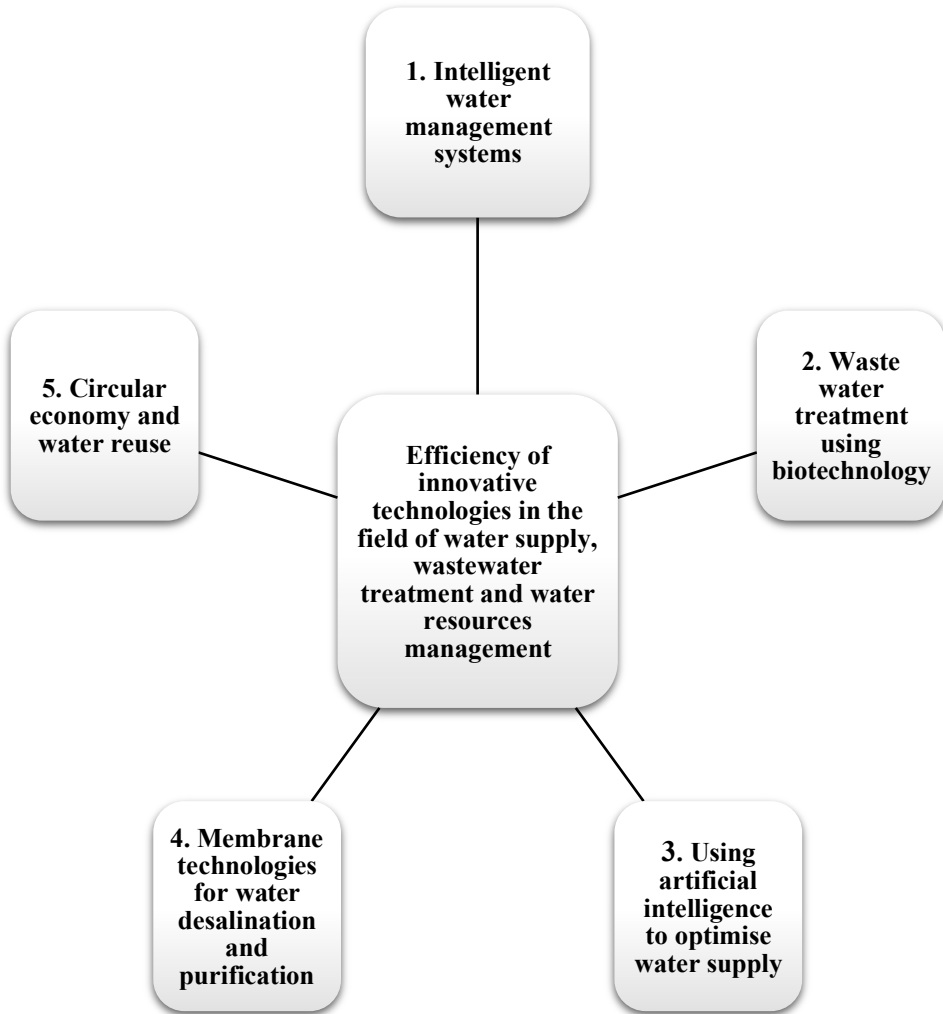 1. Intelligent
water
management
systems
2. Waste
water
treatment
using
biotechnology
5. Circular
economy and
water reuse
Efficiency of
innovative
technologies in the
field of water supply,
wastewater
treatment and water
resources
management
4. Membrane
technologies
for water
desalination
and
purification
3. Using
artificial
intelligence
to optimise
water supply